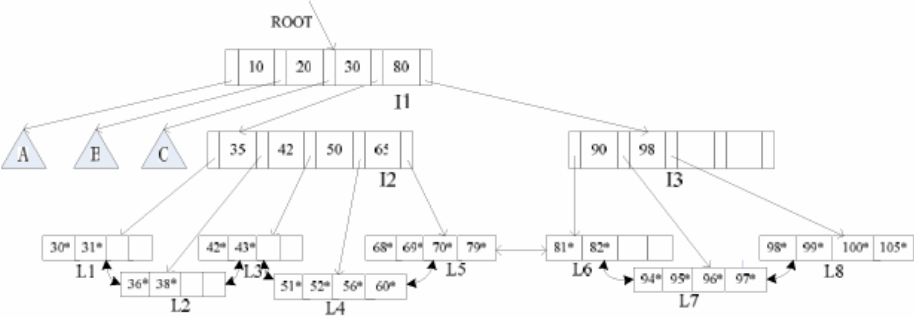 ROOT
10 20 30 80
I1
A B C
35 42 50 65
I2
90 98
I3
30* 31*
L1
36* 38*
L2
42* 43*
L3
51* 52* 56* 60*
L4
68* 69* 70* 79*
L5
81* 82*
L6
94* 95* 96* 97*
L7
98* 99* 100* 105*
L8